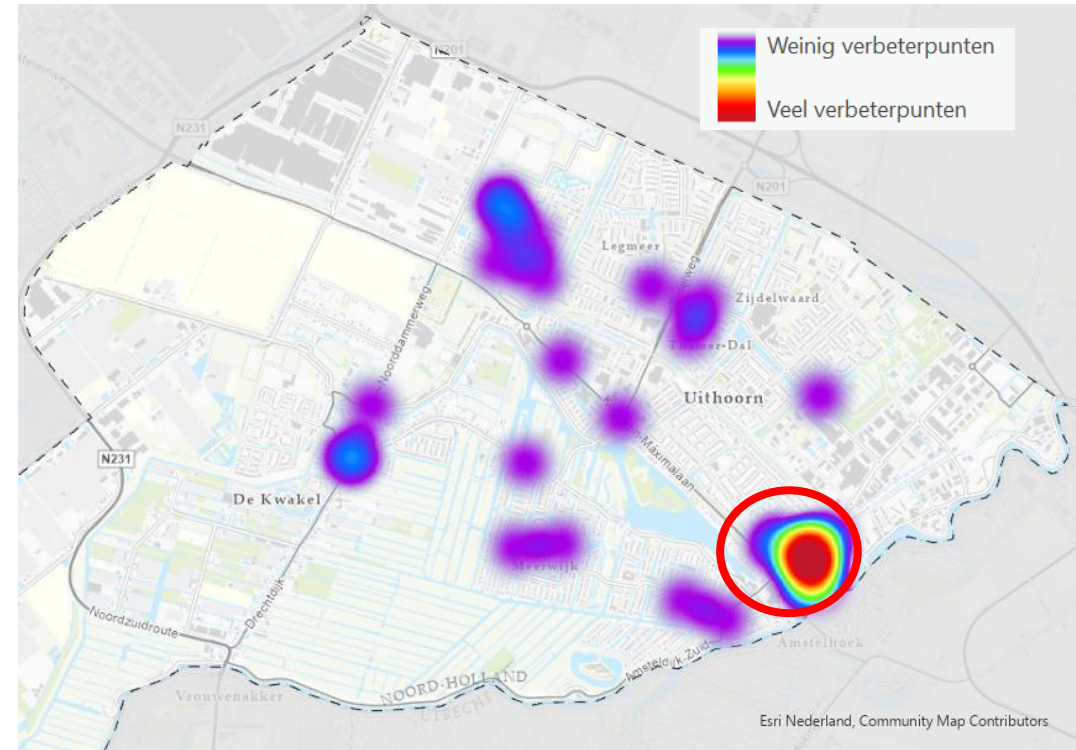 Weinig verbeterpunten
Veel verbeterpunten
N201
N231
N201
Legmeer
Zijdelwaard
Noorddammerweg
Uithoorn
N231
De Kwakel
Meerwijk
Drechtdijk
Noordzuidroute
Amsteldijk-Zuid
Amstelhoek
NOORD-HOLLAND
UTRECHT
Vrouwenakker
Esri Nederland, Community Map Contributors